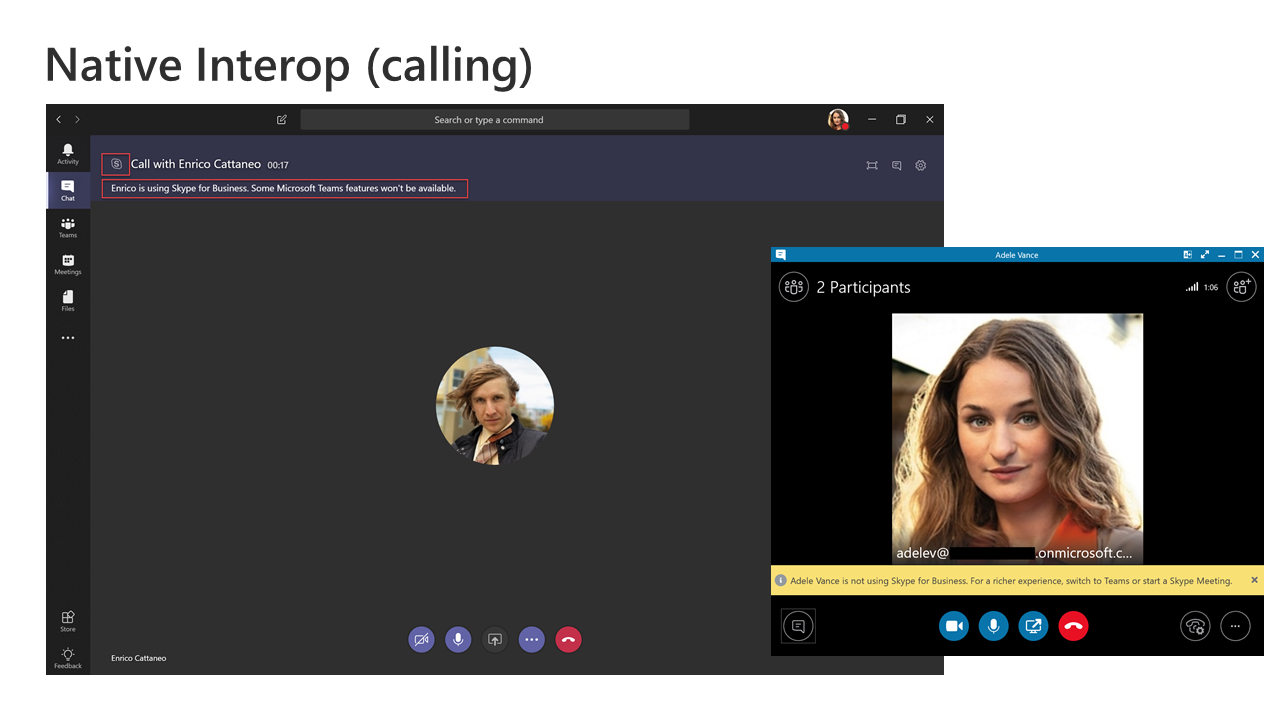 Native Interop (calling)
Search or type a command
Activity
Chat
Teams
Meetings
Files
Store
Feedback
Call with Enrico Cattaneo 00:17
Enrico is using Skype for Business. Some Microsoft Teams features won't be available.
Enrico Cattaneo
Adele Vance
2 Participants
1:06
adelev@ .onmicrosoft.c...
Adele Vance is not using Skype for Business. For a richer experience, switch to Teams or start a Skype Meeting.